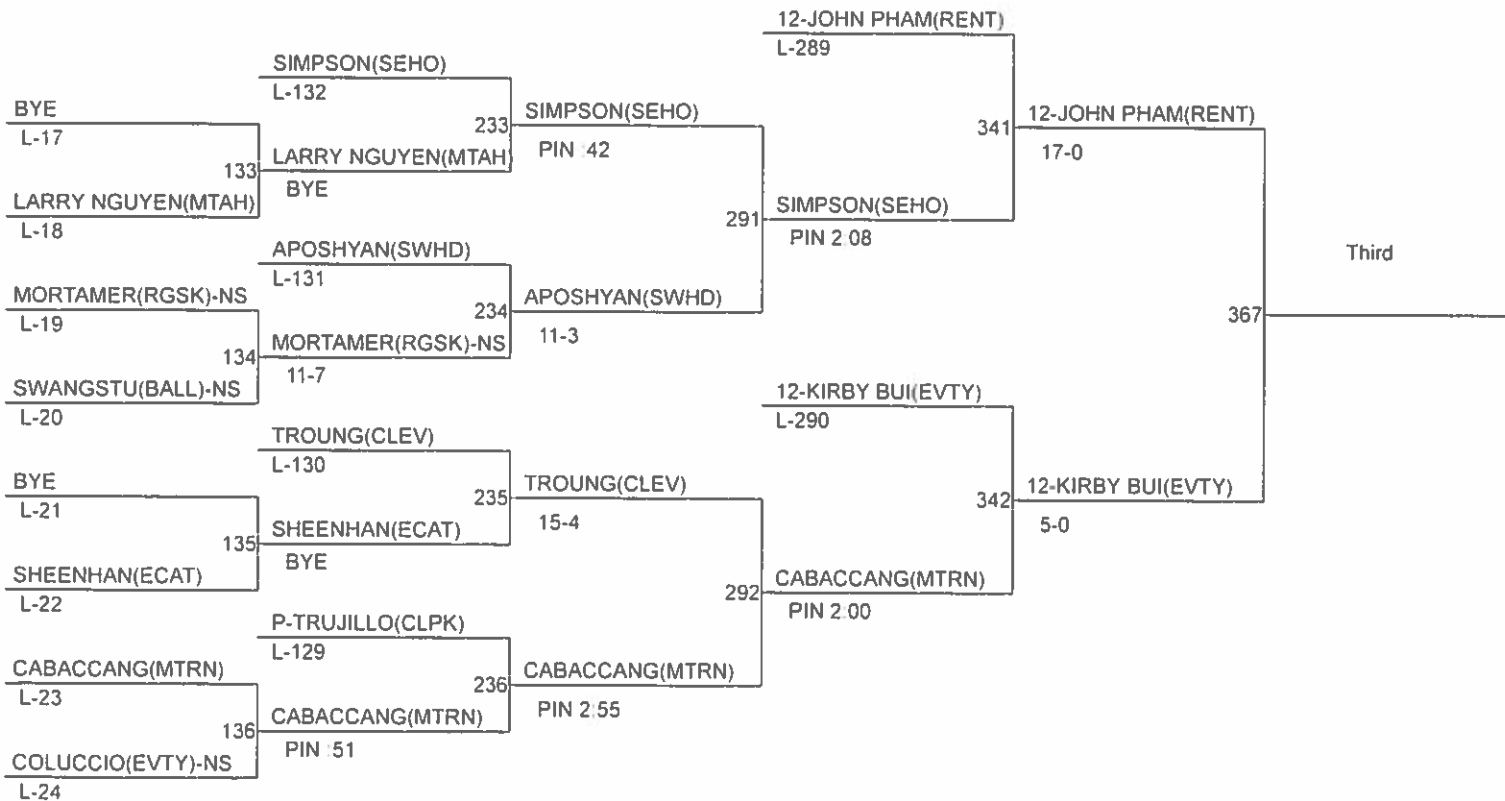 12-JOHN PHAM(RENT)
L-289
SIMPSON(SEHO)
L-132
BYE
L-17
233
SIMPSON(SEHO)
PIN :42
341
12-JOHN PHAM(RENT)
17-0
133
LARRY NGUYEN(MTAH)
BYE
LARRY NGUYEN(MTAH)
L-18
291
SIMPSON(SEHO)
PIN 2:08
APOSHYAN(SWHD)
L-131
Third
MORTAMER(RGSK)-NS
L-19
234
APOSHYAN(SWHD)
11-3
367
134
MORTAMER(RGSK)-NS
11-7
SWANGSTU(BALL)-NS
L-20
12-KIRBY BUI(EVTY)
L-290
TROUNG(CLEV)
L-130
BYE
L-21
235
TROUNG(CLEV)
15-4
342
12-KIRBY BUI(EVTY)
5-0
135
SHEENHAN(ECAT)
BYE
SHEENHAN(ECAT)
L-22
292
CABACCANG(MTRN)
PIN 2:00
P-TRUJILLO(CLPK)
L-129
CABACCANG(MTRN)
L-23
236
CABACCANG(MTRN)
PIN 2:55
136
CABACCANG(MTRN)
PIN :51
COLUCCIO(EVTY)-NS
L-24